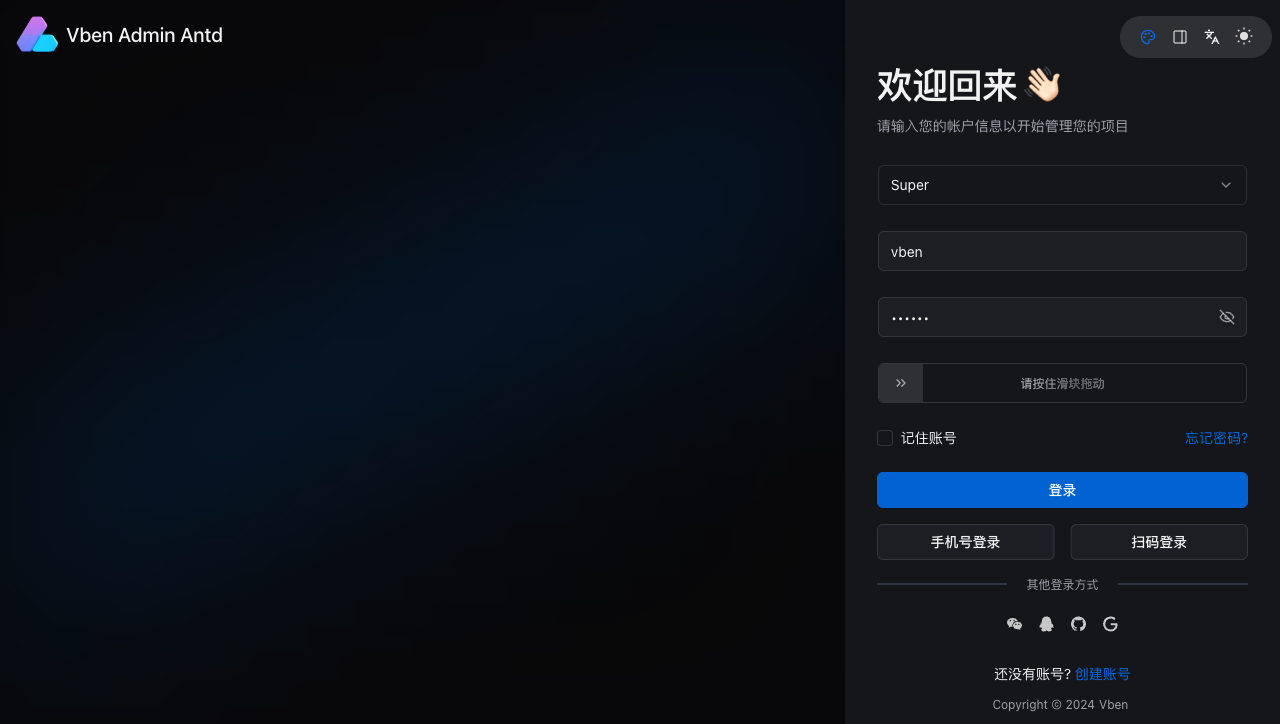 Vben Admin Antd
欢迎回来 👋🏻
请输入您的帐户信息以开始管理您的项目
Super
vben
••••••
请按住滑块拖动
记住账号
忘记密码?
登录
手机号登录
扫码登录
其他登录方式
还没有账号? 创建账号
Copyright © 2024 Vben